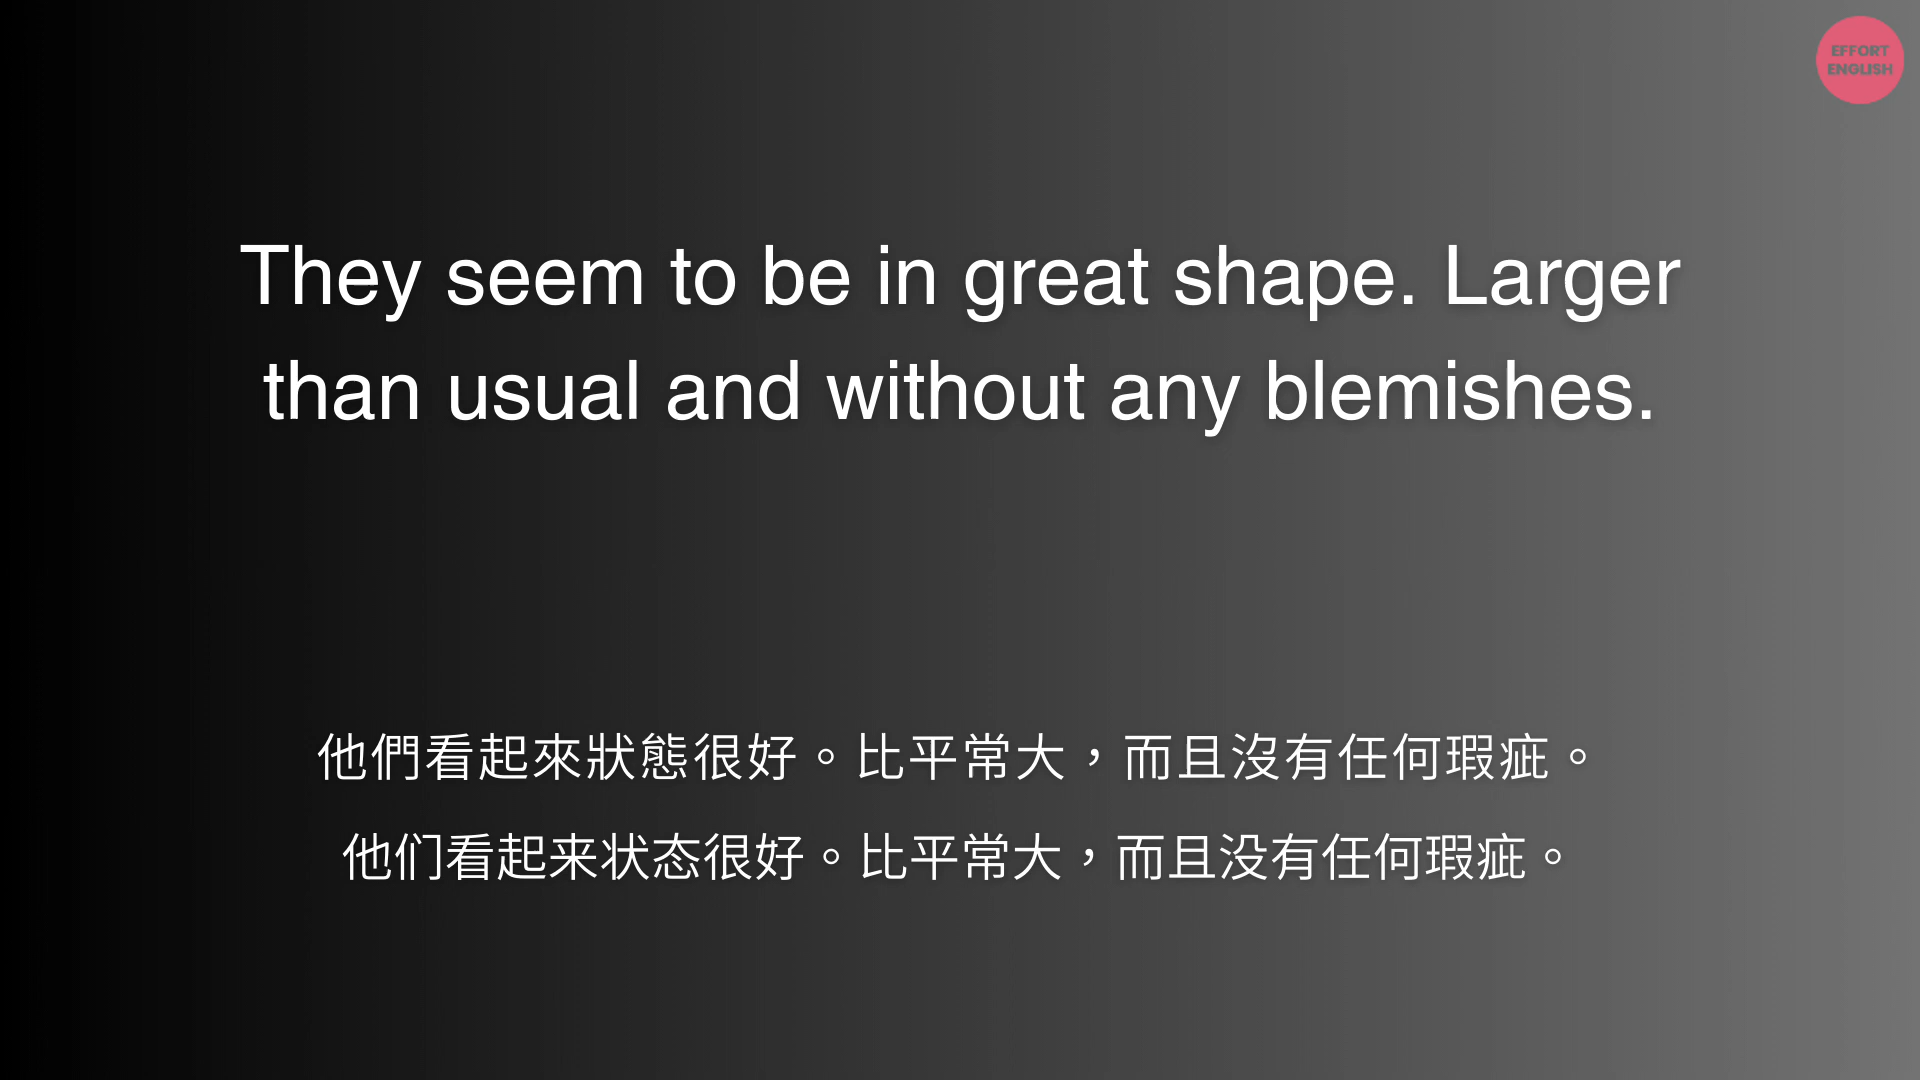 EFFORT
ENGLISH
They seem to be in great shape. Larger
than usual and without any blemishes.
他們看起來狀態很好。比平常大，而且沒有任何瑕疵。
他们看起来状态很好。比平常大，而且没有任何瑕疵。